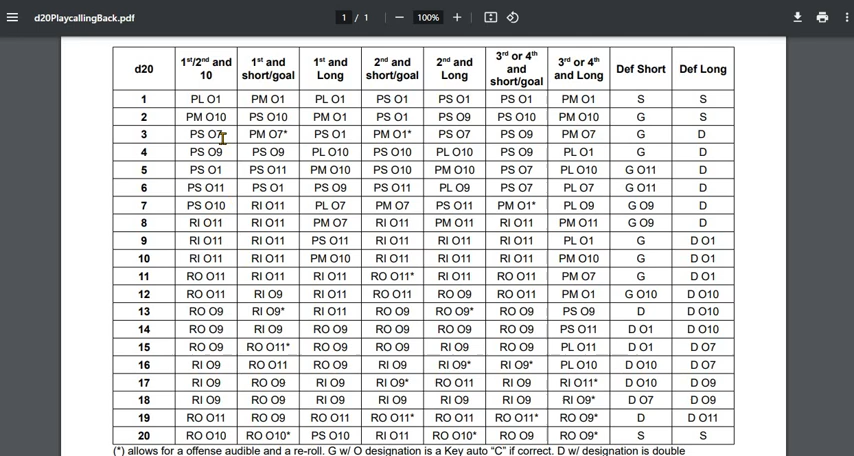 d20PlaycallingBack.pdf 1 / 1 100%
d20 1st/2nd and 10 1st and short/goal 1st and Long 2nd and short/goal 2nd and Long 3rd or 4th and short/goal 3rd or 4th and Long Def Short Def Long
1 PL O1 PM O1 PL O1 PS O1 PS O1 PS O1 PM O1 S S
2 PM O10 PS O10 PM O1 PS O1 PS O9 PS O10 PM O10 G S
3 PS O7 PM O7* PS O1 PM O1* PS O7 PS O9 PM O7 G D
4 PS O9 PS O9 PL O10 PS O10 PL O10 PS O9 PL O1 G D
5 PS O1 PS O11 PM O10 PS O10 PM O10 PS O7 PL O10 G O11 D
6 PS O11 PS O1 PS O9 PS O11 PL O9 PS O7 PL O7 G O11 D
7 PS O10 RI O11 PL O7 PM O7 PS O11 PM O1* PL O9 G O9 D
8 RI O11 RI O11 PM O7 RI O11 PM O11 RI O11 PM O11 G O9 D
9 RI O11 RI O11 PS O11 RI O11 RI O11 RI O11 PL O1 G D O1
10 RI O11 RI O11 PM O10 RI O11 RI O11 RI O11 PM O10 G D O1
11 RO O11 RI O11 RI O11 RO O11* RI O11 RO O11 PM O7 G D O1
12 RO O11 RI O9 RI O11 RO O11 RO O9 RO O11 PM O1 G O10 D O10
13 RO O9 RI O9* RI O11 RO O9 RO O9* RO O9 PS O9 D D O10
14 RO O9 RI O9 RO O9 RO O9 RO O9 RO O9 PS O11 D O1 D O10
15 RO O9 RO O11* RO O9 RO O9 RI O9 RO O9 PL O11 D O1 D O7
16 RI O9 RO O11 RO O9 RI O9 RI O9* RI O9* PL O10 D O10 D O7
17 RI O9 RO O9 RI O9 RI O9* RO O11 RI O9 RI O11* D O10 D O9
18 RI O9 RO O9 RI O9 RI O9 RI O9 RI O9 RI O9* D O7 D O9
19 RO O11 RO O9 RO O11 RO O11* RO O11 RO O11* RO O9* D D O11
20 RO O10 RO O10* PS O10 RI O11 RO O10* RO O9 RO O9* S S
(*) allows for a offense audible and a re-roll. G w/ O designation is a Key auto “C” if correct. D w/ designation is double